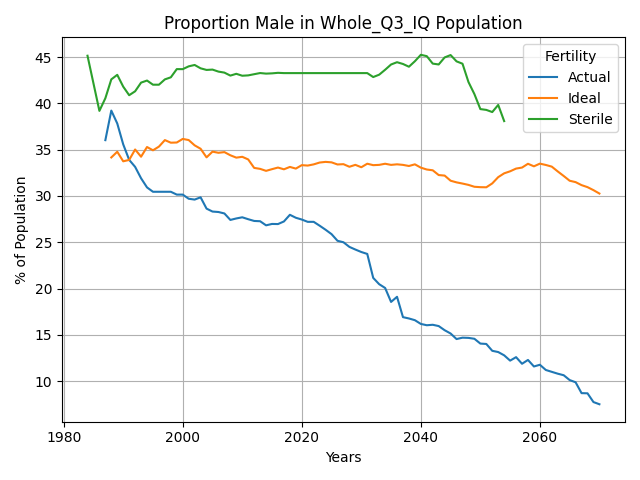 Proportion Male in Whole_Q3_IQ Population
% of Population
45
40
35
30
25
20
15
10
Fertility
Actual
Ideal
Sterile
1980 2000 2020 2040 2060
Years